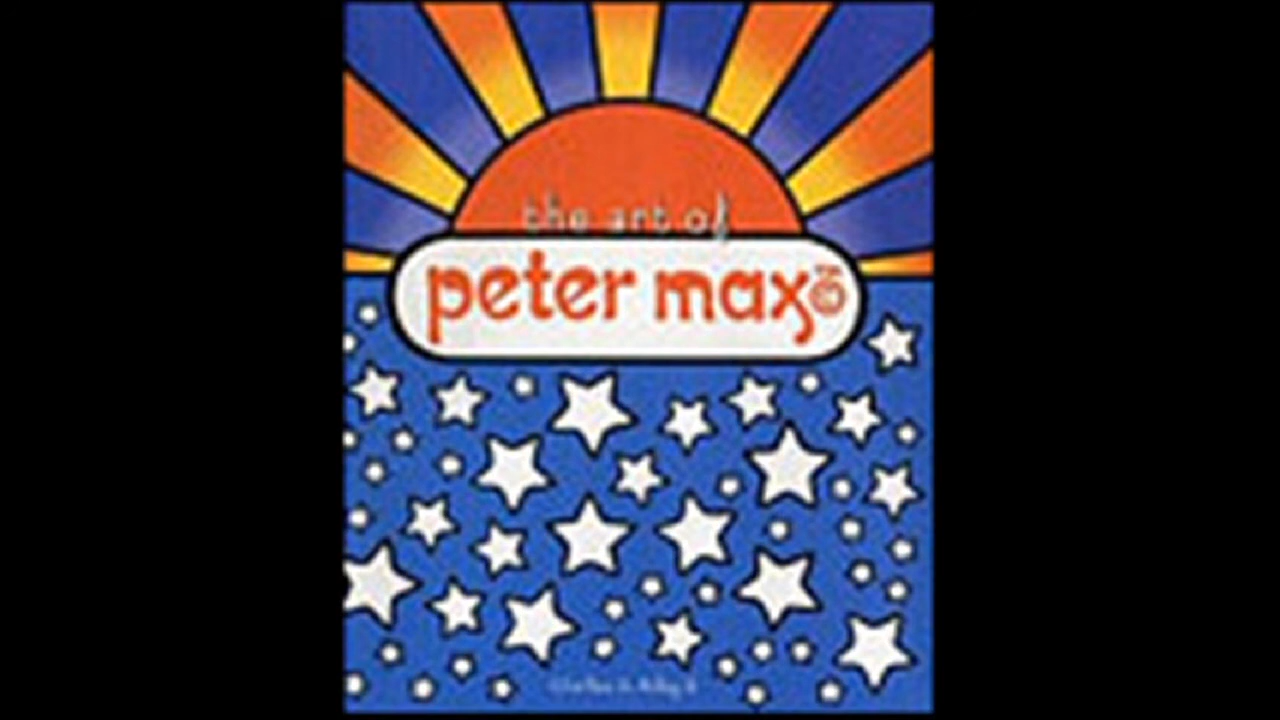 the art of
peter max